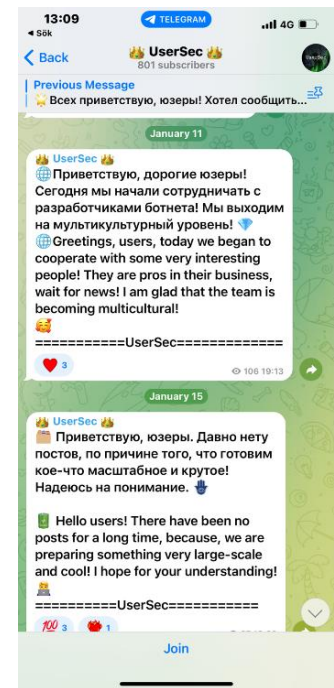 13:09
TELEGRAM
4G
◄ Sök
Back
UserSec
801 subscribers
Previous Message
Всех приветствую, юзеры! Хотел сообщить...
January 11
UserSec
Приветствую, дорогие юзеры!
Сегодня мы начали сотрудничать с
разработчиками ботнета! Мы выходим
на мультикультурный уровень! 💎
Greetings, users, today we began to
cooperate with some very interesting
people! They are pros in their business,
wait for news! I am glad that the team is
becoming multicultural!
🥰
===========UserSec=============
❤️ 3
106 19:13
January 15
UserSec
Приветствую, юзеры. Давно нету
постов, по причине того, что готовим
кое-что масштабное и крутое!
Надеюсь на понимание.
Hello users! There have been no
posts for a long time, because, we are
preparing something very large-scale
and cool! I hope for your understanding!
==========UserSec===========
💯 3
1
Join